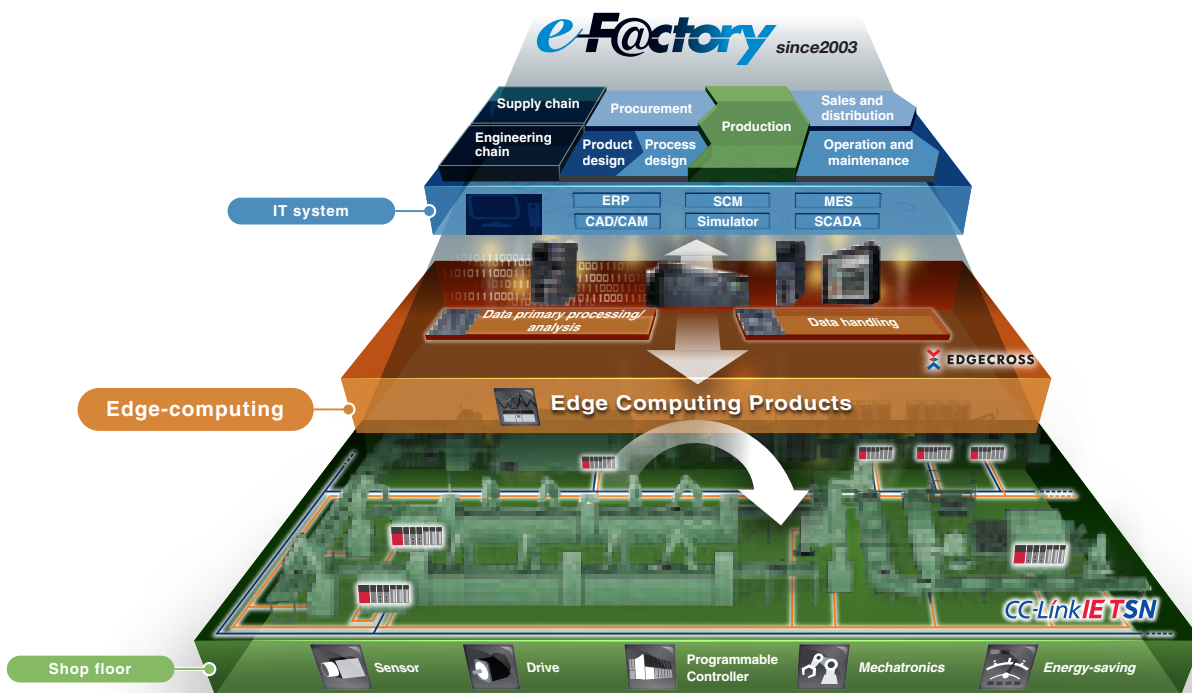 e-F@ctory since2003
Supply chain
Procurement
Production
Sales and
distribution
Engineering
chain
Product
design
Process
design
Operation and
maintenance
IT system
ERP
SCM
MES
CAD/CAM
Simulator
SCADA
Data primary processing/
analysis
Data handling
EDGECROSS
Edge-computing
Edge Computing Products
CC-Link IE TSN
Shop floor
Sensor
Drive
Programmable
Controller
Mechatronics
Energy-saving